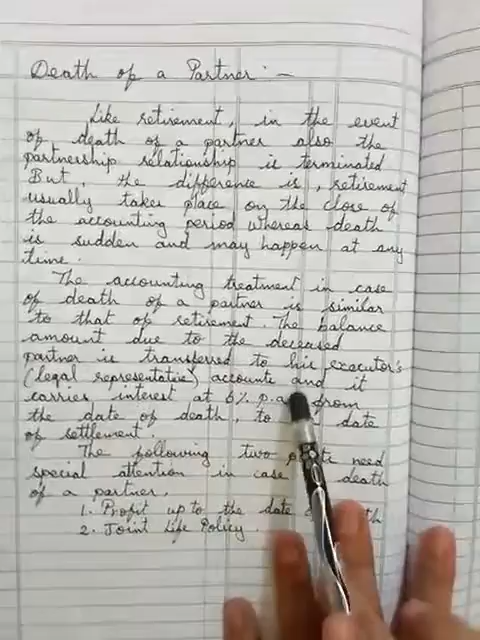 Death of a Partner :-
Like retirement, in the event
of death of a partner also the
partnership relationship is terminated
But, the difference is, retirement
usually takes place on the close of
the accounting period whereas death
is sudden and may happen at any
time.
The accounting treatment in case
of death of a partner is similar
to that of retirement. The balance
amount due to the deceased
partner is transferred to his executor's
(legal representative) accounts and it
carries interest at 6% p.a. from
the date of death, to date
of settlement.
The following two need
special attention in case death
of a partner.
1. Profit up to the date
2. Joint Life Policy.